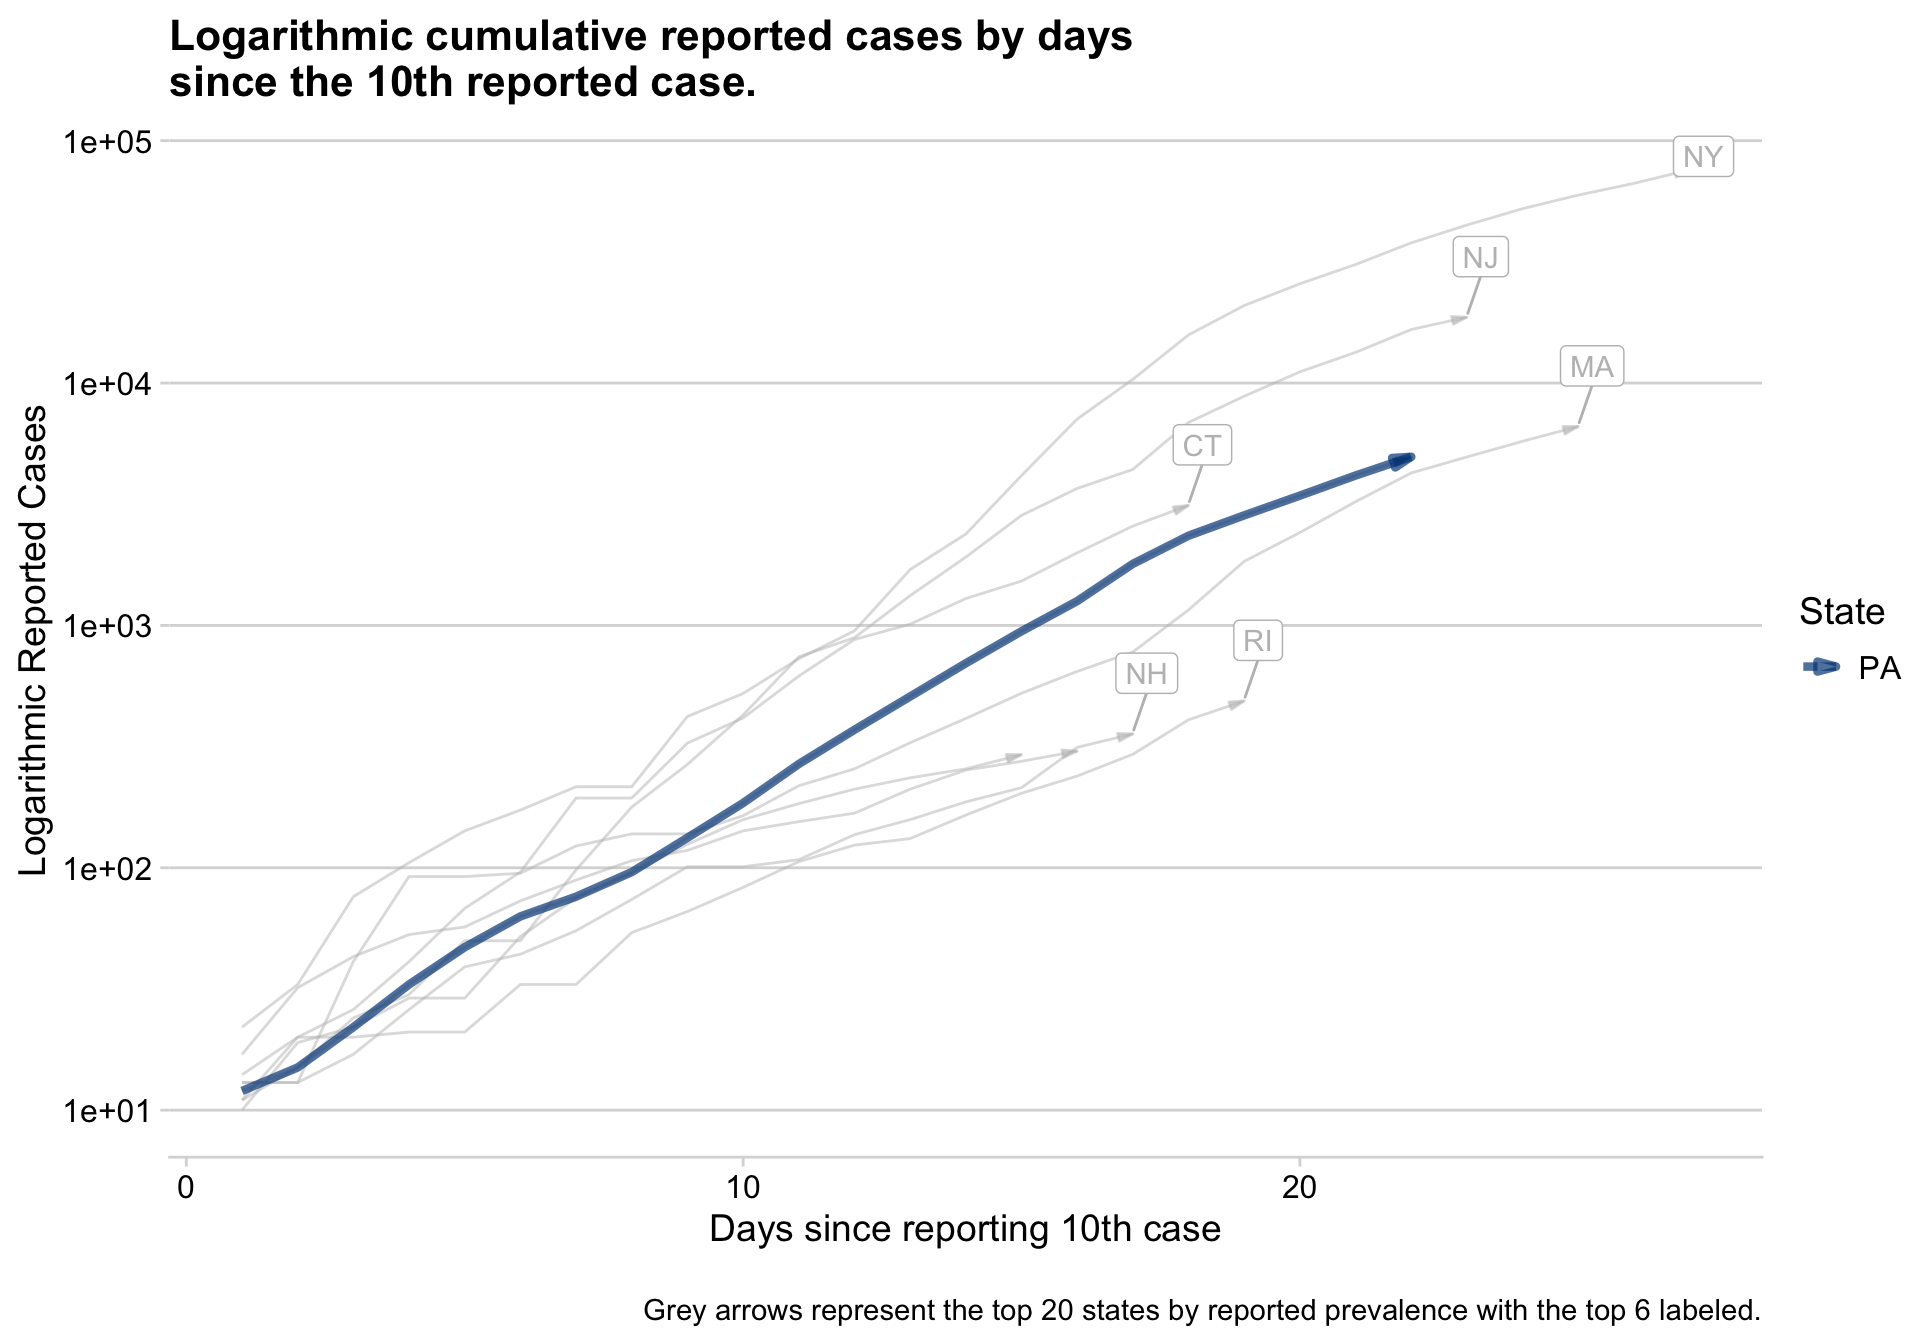 Logarithmic cumulative reported cases by days
since the 10th reported case.
1e+05
NY
NJ
1e+04
MA
CT
Logarithmic Reported Cases
1e+03
RI
NH
State
PA
1e+02
1e+01
0
10
20
Days since reporting 10th case
Grey arrows represent the top 20 states by reported prevalence with the top 6 labeled.